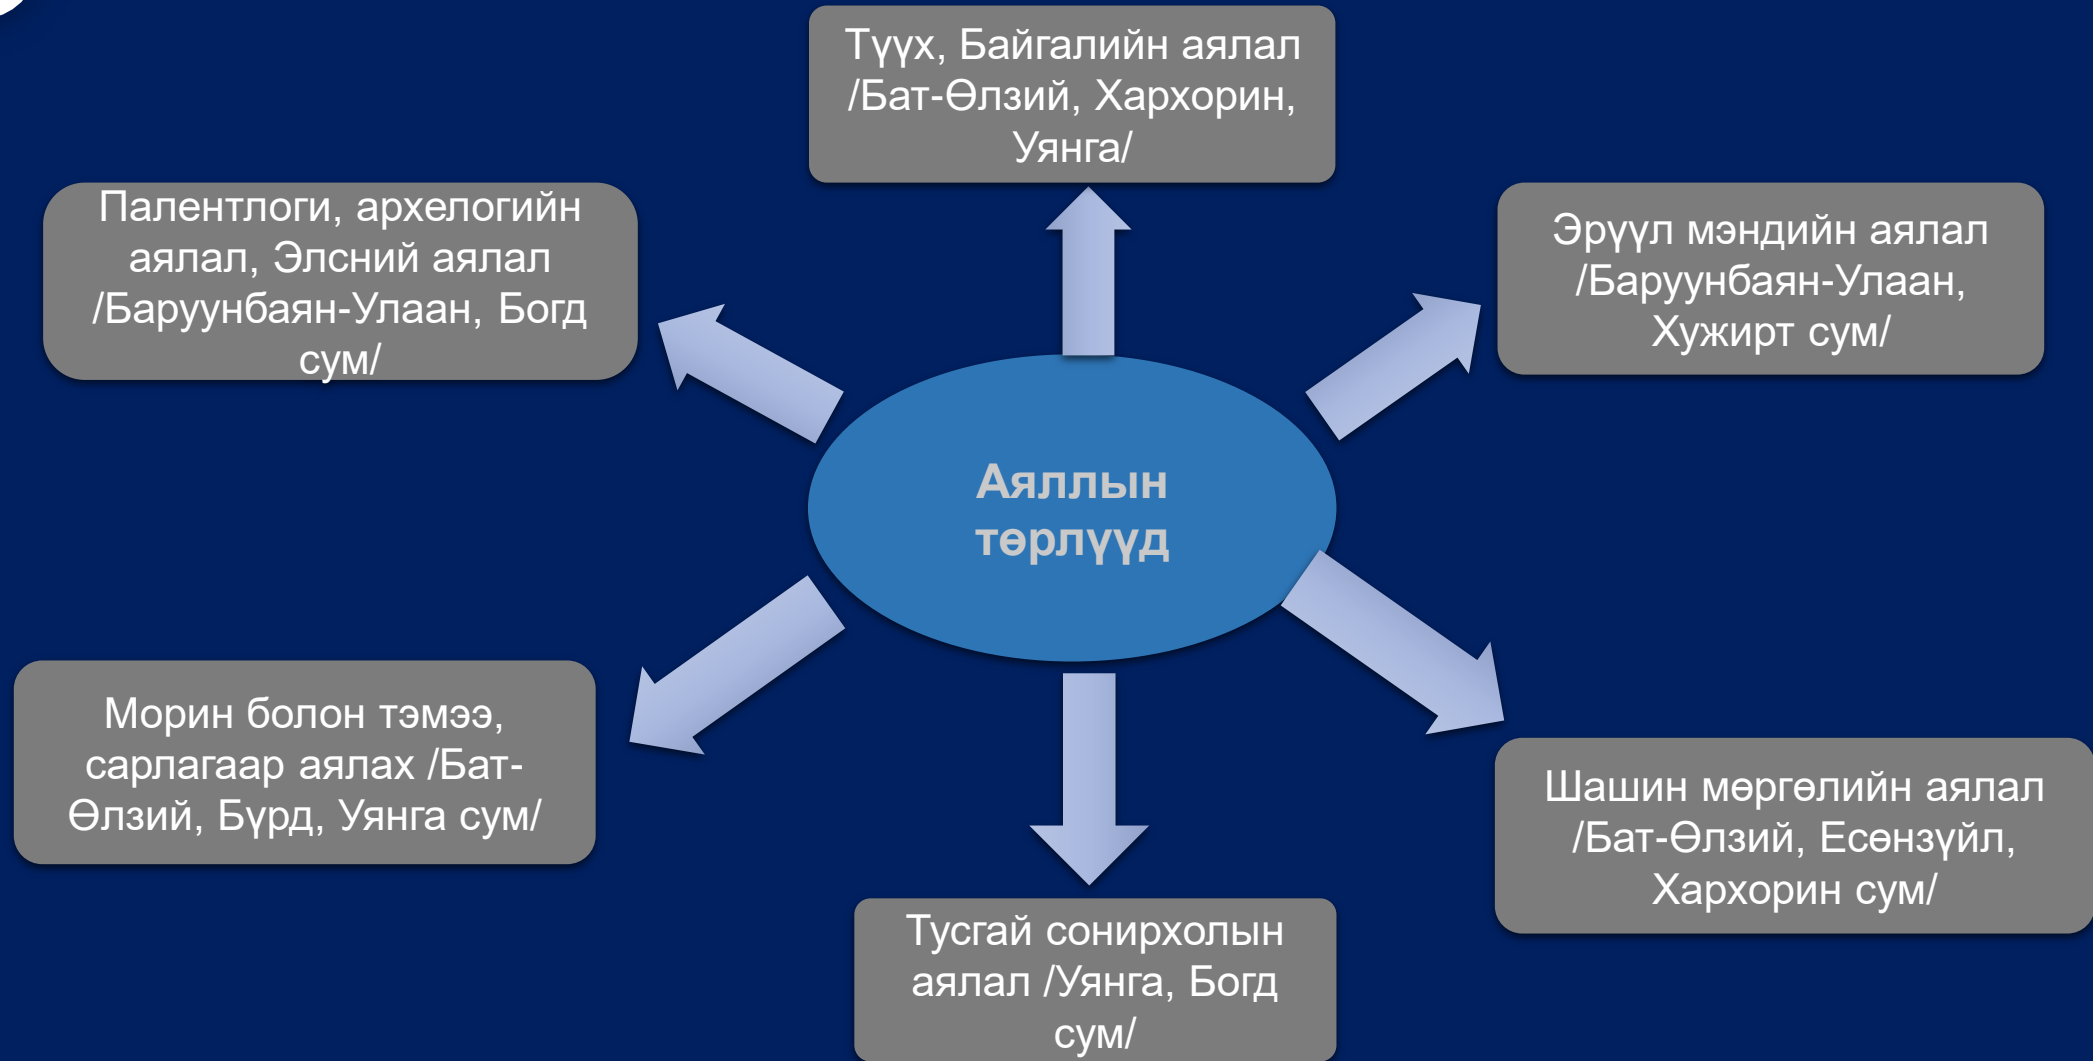 Түүх, Байгалийн аялал
/Бат-Өлзий, Хархорин,
Уянга/
Палентлоги, археологийн
аялал, Элсний аялал
/Баруунбаян-Улаан, Богд
сум/
Эрүүл мэндийн аялал
/Баруунбаян-Улаан,
Хужирт сум/
Аяллын
төрлүүд
Морин болон тэмээ,
сарлагаар аялах /Бат-
Өлзий, Бүрд, Уянга сум/
Шашин мөргөлийн аялал
/Бат-Өлзий, Есөнзүйл,
Хархорин сум/
Тусгай сонирхолын
аялал /Уянга, Богд
сум/